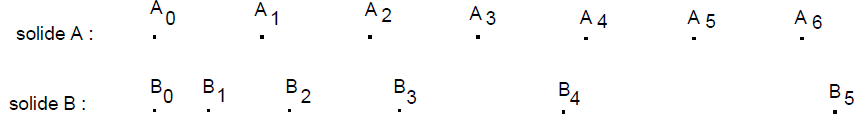 solide A : A0 A1 A2 A3 A4 A5 A6
solide B : B0 B1 B2 B3 B4 B5